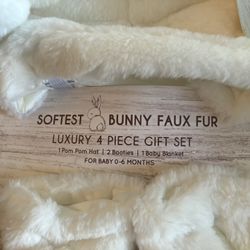 SOFTEST BUNNY FAUX FUR
LUXURY 4 PIECE GIFT SET
1 Pom Pom Hat | 2 Booties | 1 Baby Blanket
FOR BABY 0-6 MONTHS